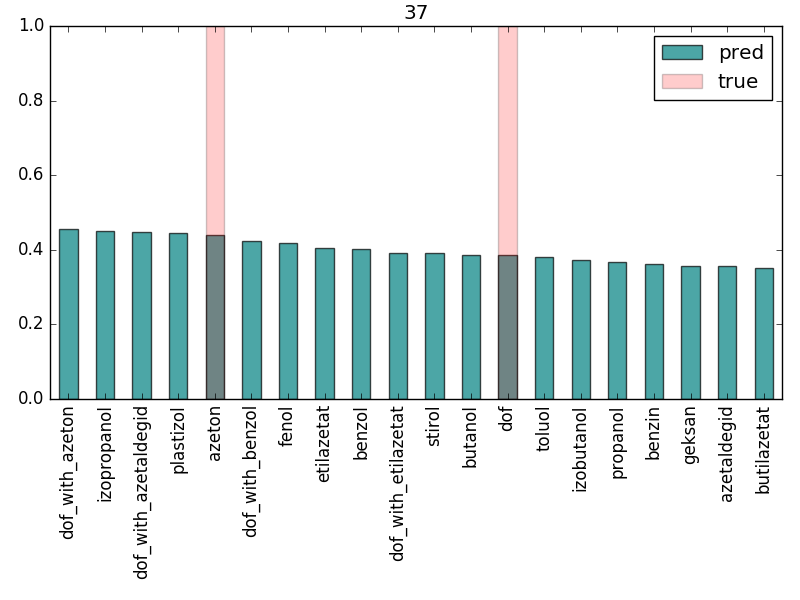 37
1.0
0.8
0.6
0.4
0.2
0.0
pred
true
dof_with_azeton
izopropanol
dof_with_azetaldegid
plastizol
azeton
dof_with_benzol
fenol
etilazetat
benzol
dof_with_etilazetat
stirol
butanol
dof
toluol
izobutanol
propanol
benzin
geksan
azetaldegid
butilazetat